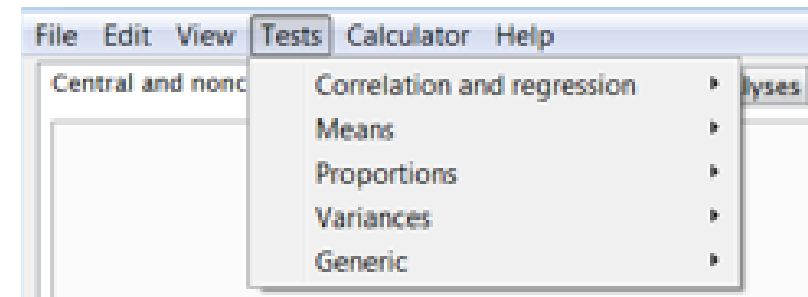 File Edit View Tests Calculator Help
Central and nonc
lyses
Correlation and regression
Means
Proportions
Variances
Generic